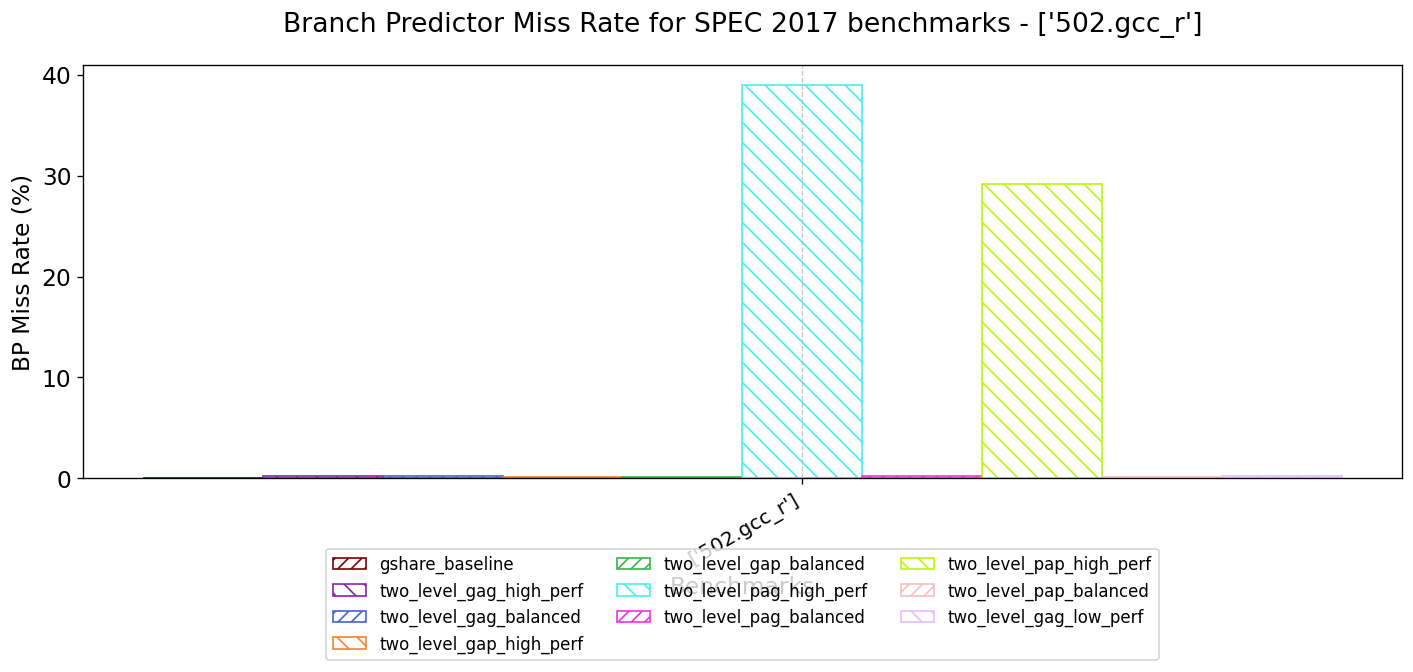 Branch Predictor Miss Rate for SPEC 2017 benchmarks - ['502.gcc_r']
BP Miss Rate (%)
40
30
20
10
0
['502.gcc_r']
Benchmarks
gshare_baseline
two_level_gag_high_perf
two_level_gag_balanced
two_level_gap_high_perf
two_level_gap_balanced
two_level_pag_high_perf
two_level_pag_balanced
two_level_pap_high_perf
two_level_pap_balanced
two_level_gag_low_perf